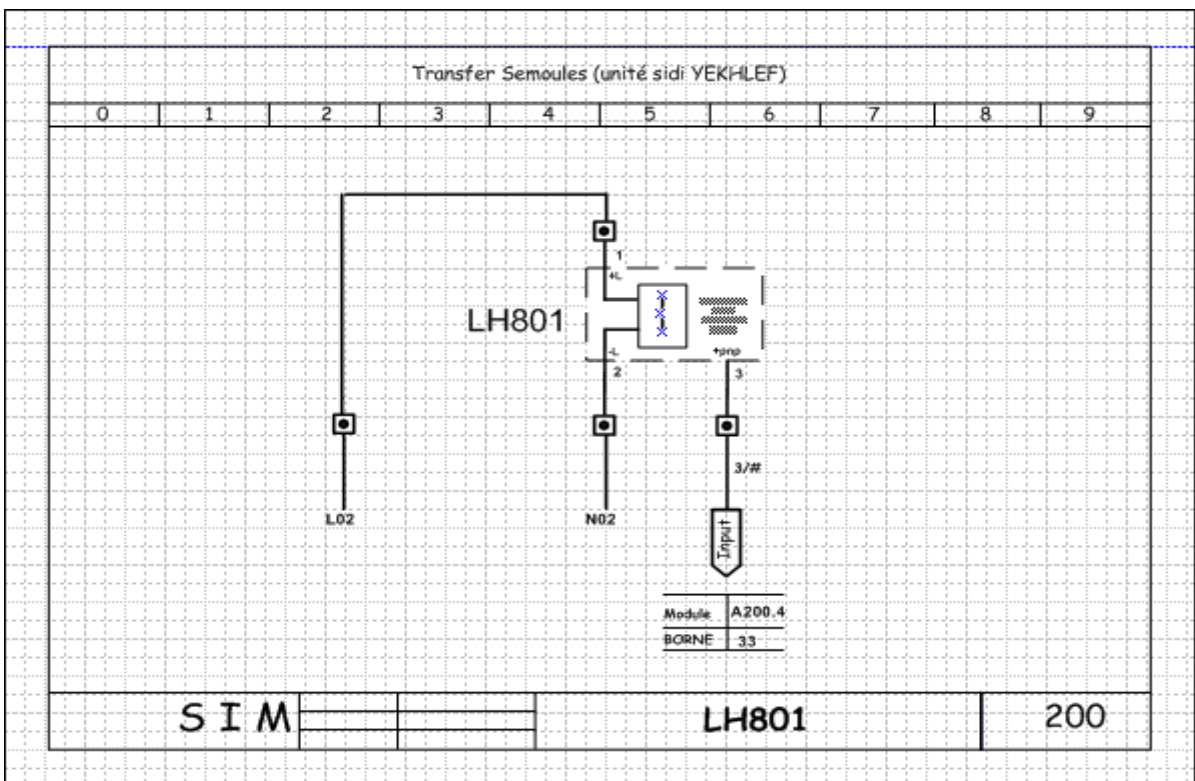 Transfer Semoules (unité sidi YEKHLEF)
0 1 2 3 4 5 6 7 8 9
1
+L
LH801
-L
+pnp
2
3
3/#
L02
N02
Input
Module A200.4
BORNE 33
SIM
LH801
200